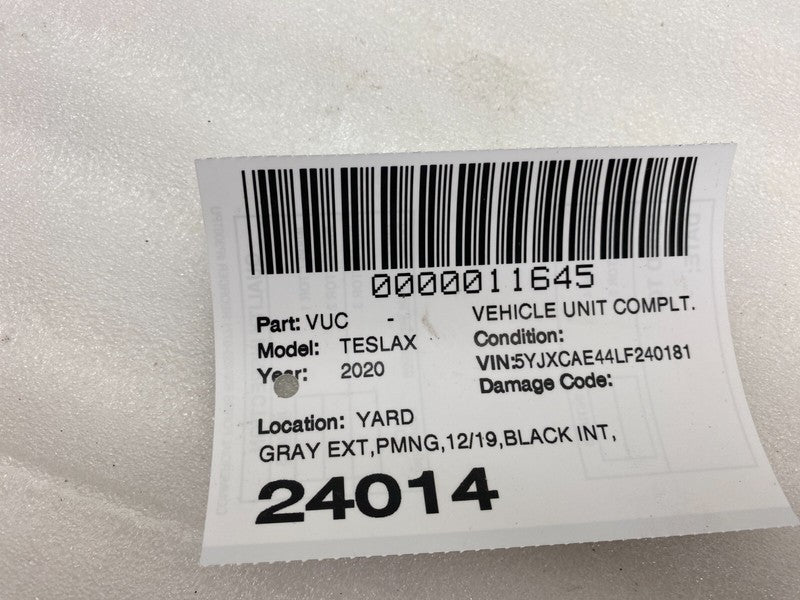 0000011645
Part: VUC - VEHICLE UNIT COMPLT.
Model: TESLAX Condition:
Year: 2020 VIN:5YJXCAE44LF240181
Damage Code:
Location: YARD
GRAY EXT,PMNG,12/19,BLACK INT,
24014